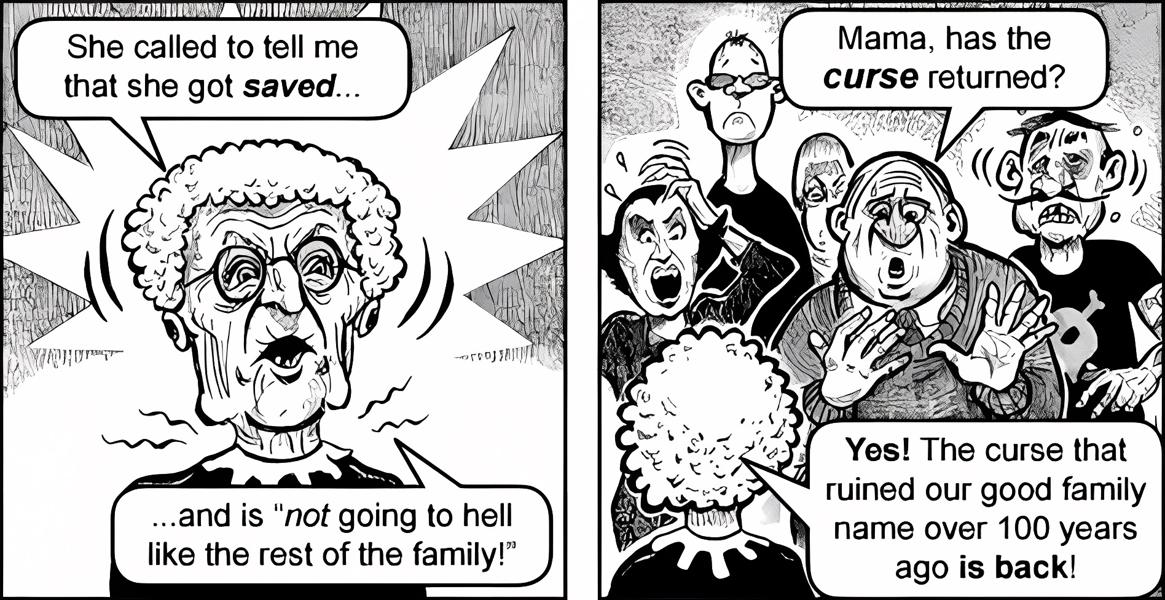 She called to tell me
that she got saved...
...and is "not going to hell
like the rest of the family!"
Mama, has the
curse returned?
Yes! The curse that
ruined our good family
name over 100 years
ago is back!